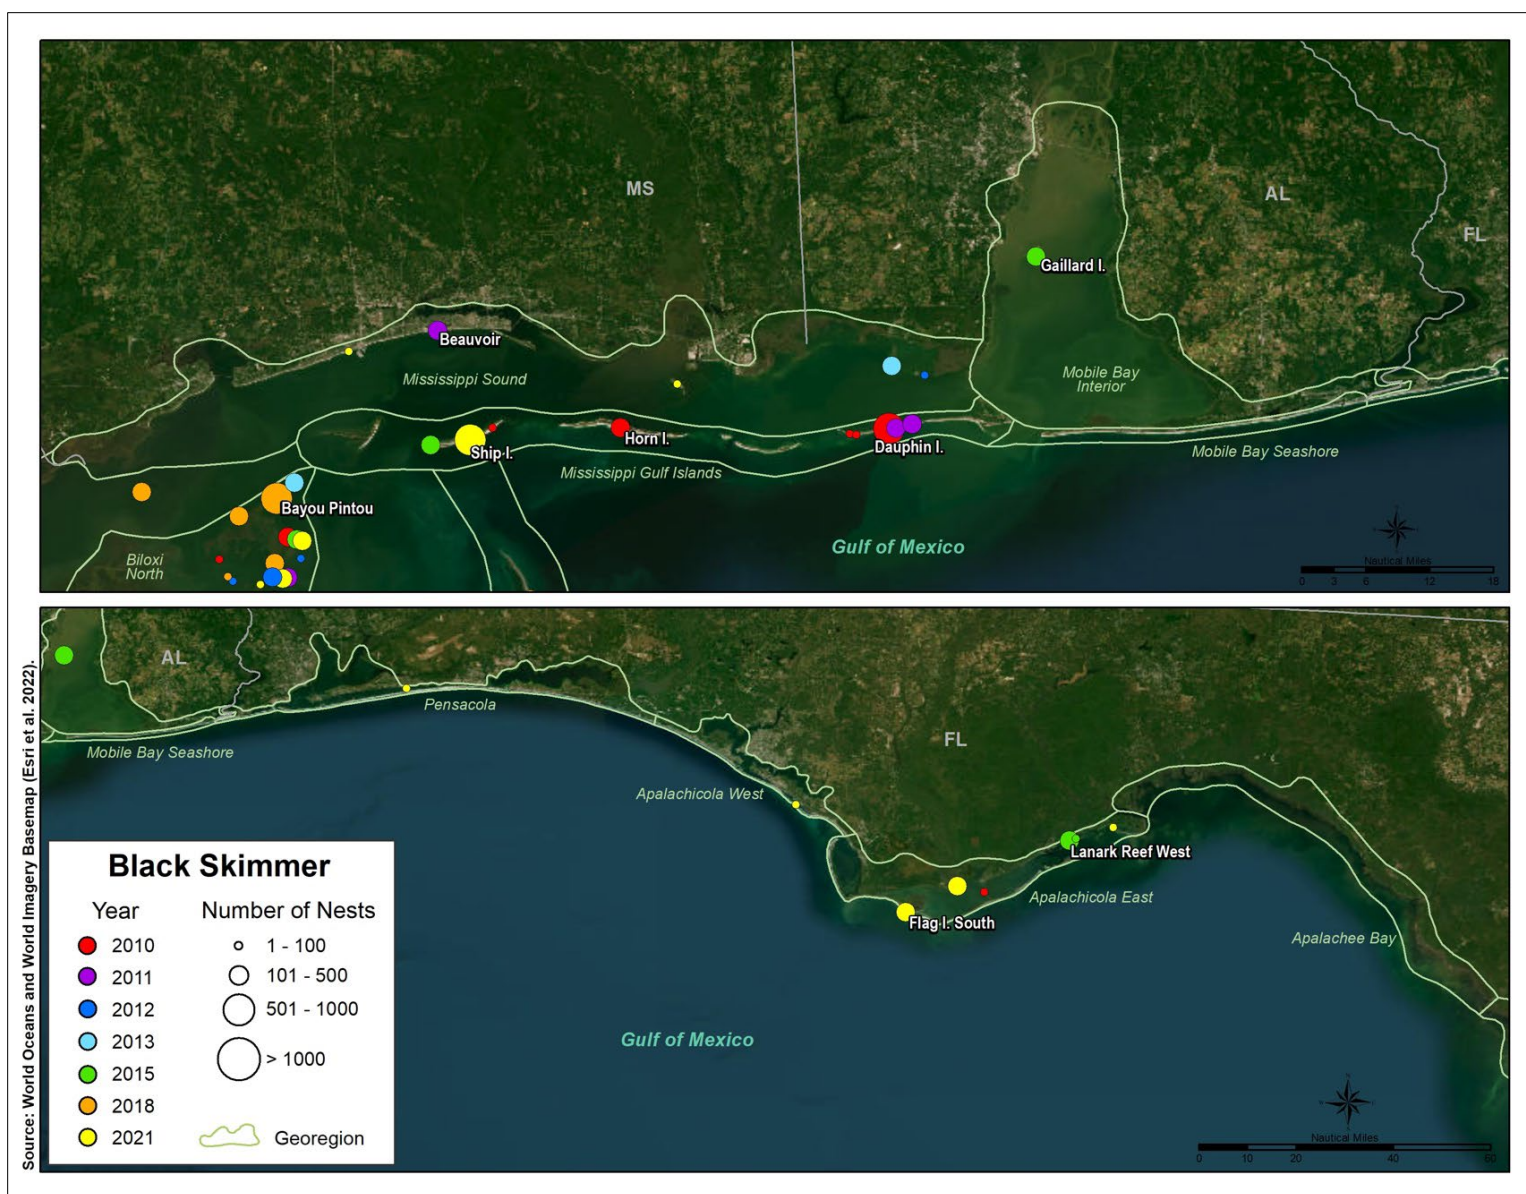 MS
AL
FL
Gaillard I.
Beauvoir
Mississippi Sound
Mobile Bay
Interior
Horn I.
Ship I.
Dauphin I.
Mississippi Gulf Islands
Mobile Bay Seashore
Bayou Pintou
Gulf of Mexico
Biloxi
North
Nautical Miles
0 3 6 12 18
AL
Pensacola
Mobile Bay Seashore
FL
Apalachicola West
Lanark Reef West
Apalachicola East
Flag I. South
Apalachee Bay
Gulf of Mexico
Nautical Miles
0 10 20 40 60
Black Skimmer
Year Number of Nests
2010 1 - 100
2011 101 - 500
2012 501 - 1000
2013 > 1000
2015
2018
2021 Georegion
Source: World Oceans and World Imagery Basemap (Esri et al. 2022).